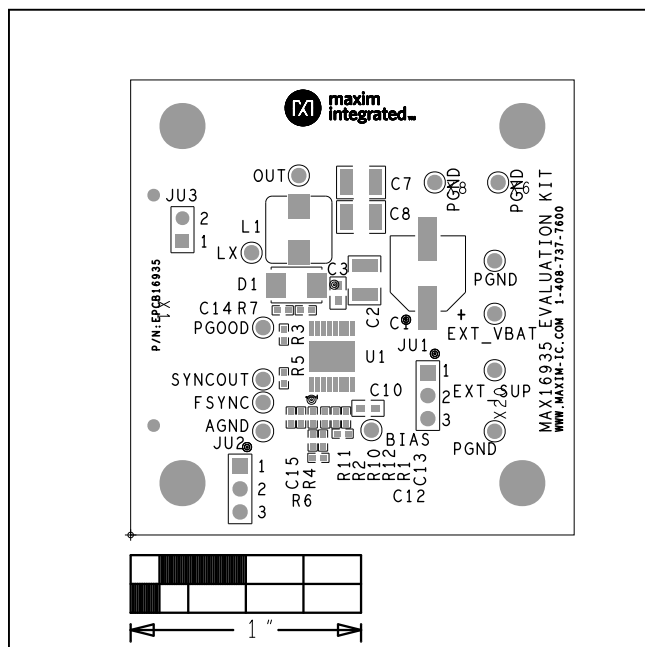 maxim
integrated™
OUT
C7
PGND
PGND
JU3
2
1
L1
C8
LX
D1
C3
C2
PGND
C14 R7
PGOOD
R3
C1
+
EXT_VBAT
U1
JU1
R5
SYNCOUT
1
2
3
EXT_SUP
X20
FSYNC
C10
AGND
BIAS
PGND
JU2
1
2
3
C15
R4
R6
R11
R2
R10
R12
R1
C13
C12
P/N:EPCB16935
MAX16935 EVALUATION KIT
WWW.MAXIM-IC.COM 1-408-737-7600
1 "